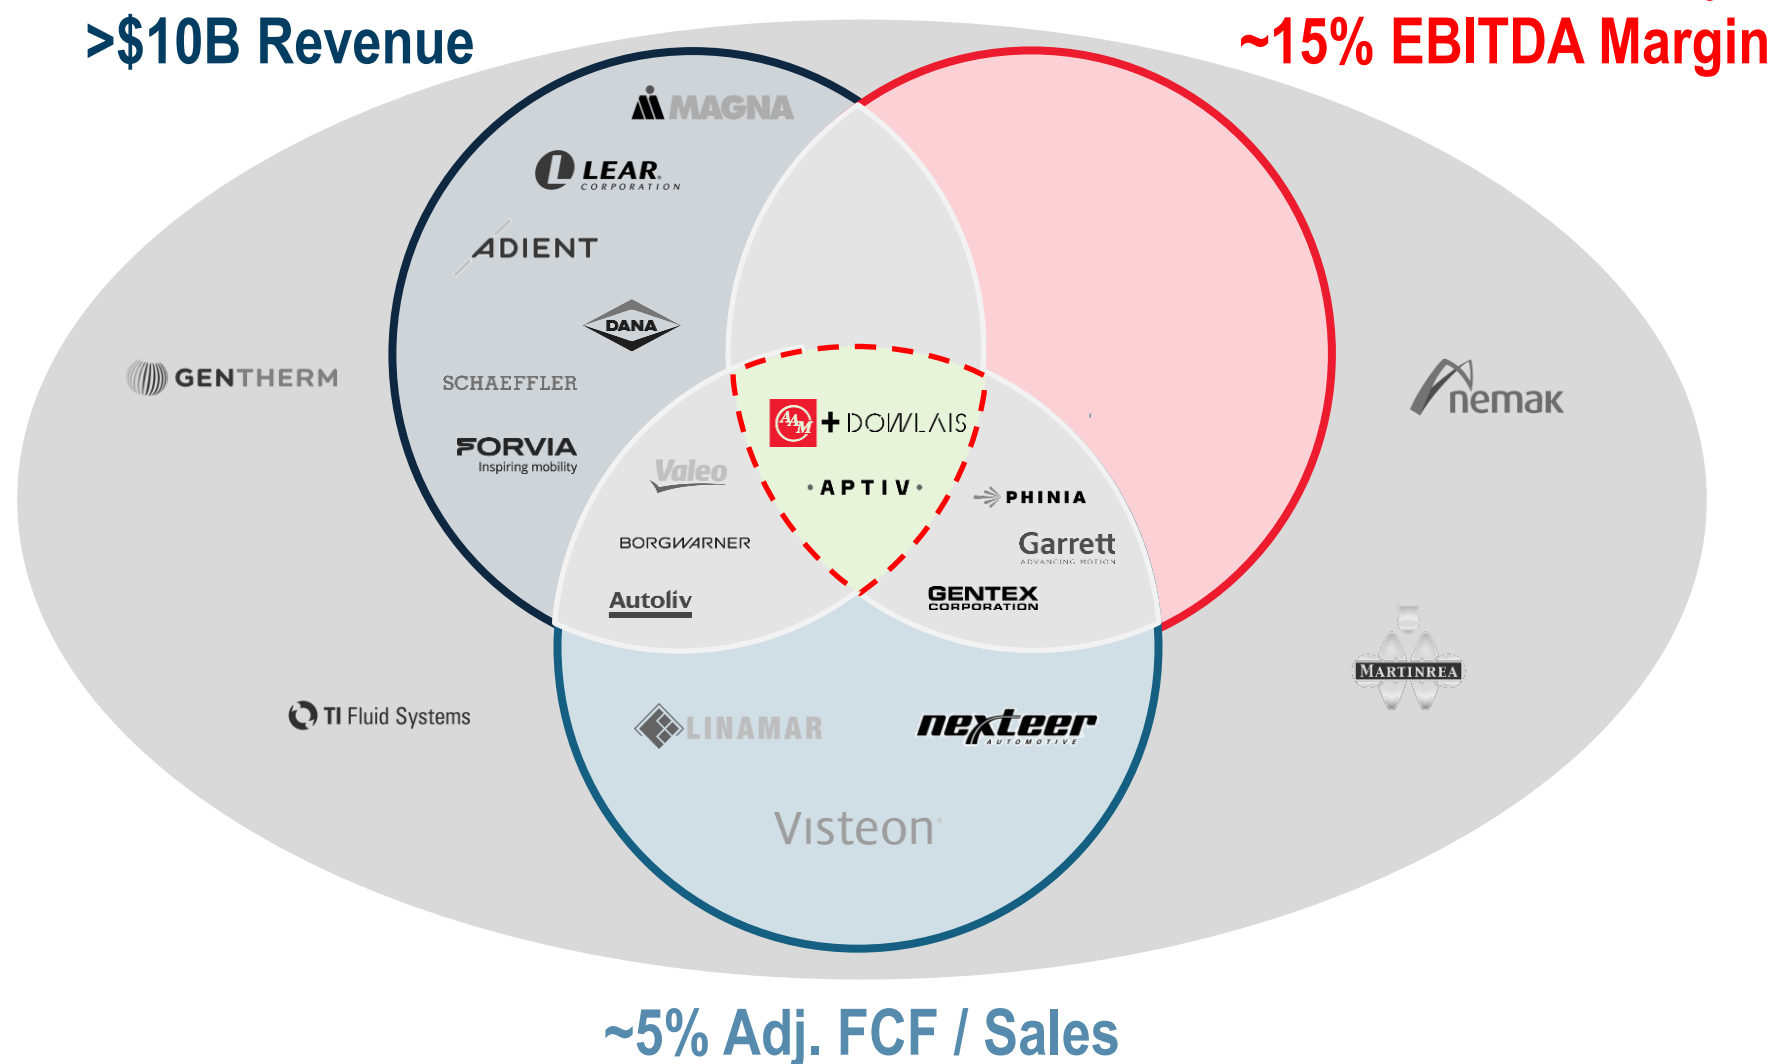 >$10B Revenue
~15% EBITDA Margin
MAGNA
LEAR.
CORPORATION
ADIENT
DANA
SCHAEFFLER
GENTHERM
nemak
AAM + DOWLAIS
FORVIA
Inspiring mobility
Valeo
• APTIV •
PHINIA
BORGWARNER
Garrett
ADVANCING MOTION
Autoliv
GENTEX
CORPORATION
MARTINREA
TI Fluid Systems
LINAMAR
nexteer
AUTOMOTIVE
Visteon
~5% Adj. FCF / Sales